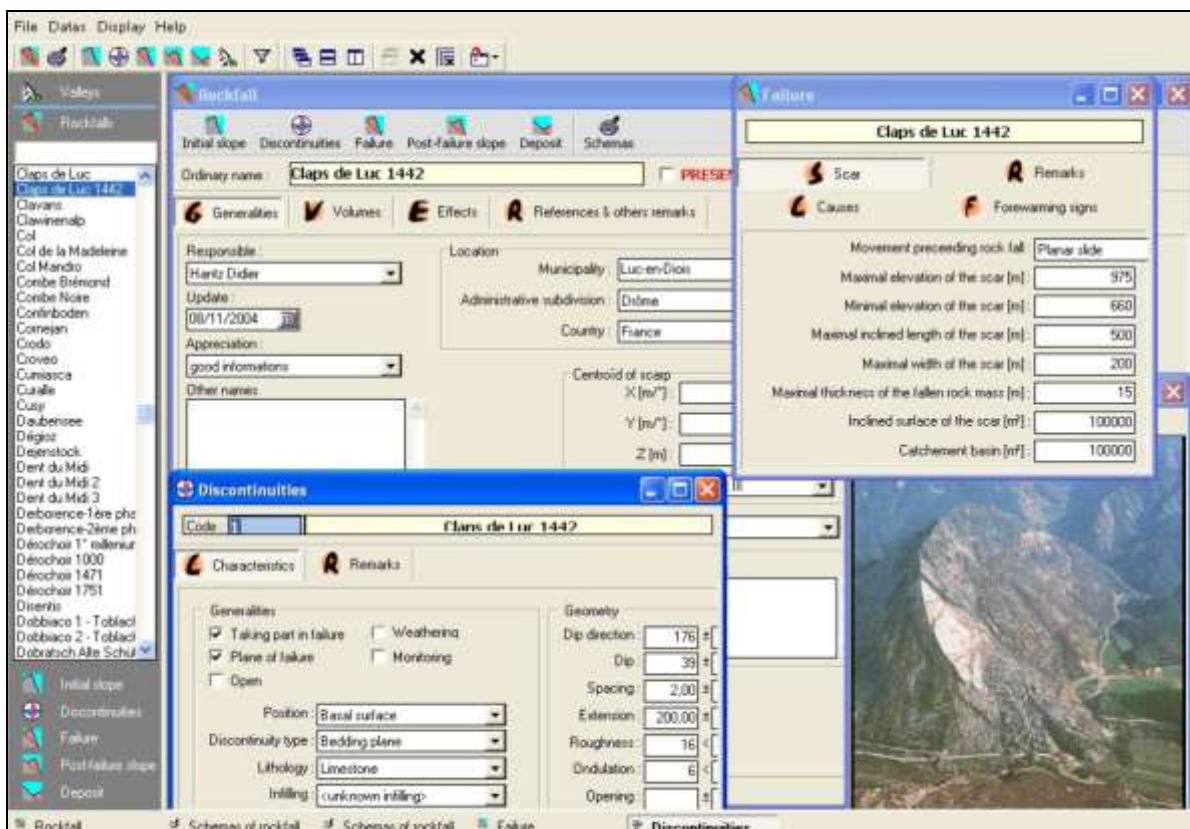 File Datas Display Help
Valleys
Rockfalls
Claps de Luc
Claps de Luc 1442
Clavans
Clawinenalp
Col
Col de la Madeleine
Col Mandro
Combe Brémond
Combe Noire
Confinboden
Cornejan
Crodo
Croveo
Cumiasca
Curalle
Cusy
Daubensee
Dégioz
Dejenstock
Dent du Midi
Dent du Midi 2
Dent du Midi 3
Derborence-1ère pha
Derborence-2ème ph
Dérochoir 1° milleniur
Dérochoir 1000
Dérochoir 1471
Dérochoir 1751
Disentis
Dobbiaco 1 - Toblach
Dobbiaco 2 - Toblach
Dobratsch Alte Schüt
Initial slope
Discontinuities
Failure
Post-failure slope
Deposit
Rockfall
Initial slope Discontinuities Failure Post-failure slope Deposit Schemas
Ordinary name : Claps de Luc 1442 PRESEN
Generalities Volumes Effects References & others remarks
Responsible :
Hantz Didier
Update :
08/11/2004
Appreciation :
good informations
Other names
Location
Municipality : Luc-en-Diois
Administrative subdivision : Drôme
Country : France
Centroid of scarp
X [m/°] :
Y [m/°] :
Z [m] :
Failure
Claps de Luc 1442
Scar Remarks
Causes Forewarning signs
Movement preceeding rock fall : Planar slide
Maximal elevation of the scar [m] : 975
Minimal elevation of the scar [m] : 660
Maximal inclined length of the scar [m] : 500
Maximal width of the scar [m] : 200
Maximal thickness of the fallen rock mass [m] : 15
Inclined surface of the scar [m²] : 100000
Catchement basin [m²] : 100000
Discontinuities
Code : 1 Claps de Luc 1442
Characteristics Remarks
Generalities
Taking part in failure Weathering
Plane of failure Monitoring
Open
Position : Basal surface
Discontinuity type : Bedding plane
Lithology : Limestone
Infilling : <unknown infilling>
Geometry
Dip direction : 176 ±
Dip : 39 ±
Spacing : 2,00 ±
Extension : 200,00 ±
Roughness : 16 <
Ondulation : 6 <
Opening : ±
Rockfall Schemas of rockfall Schemas of rockfall Failure Discontinuities